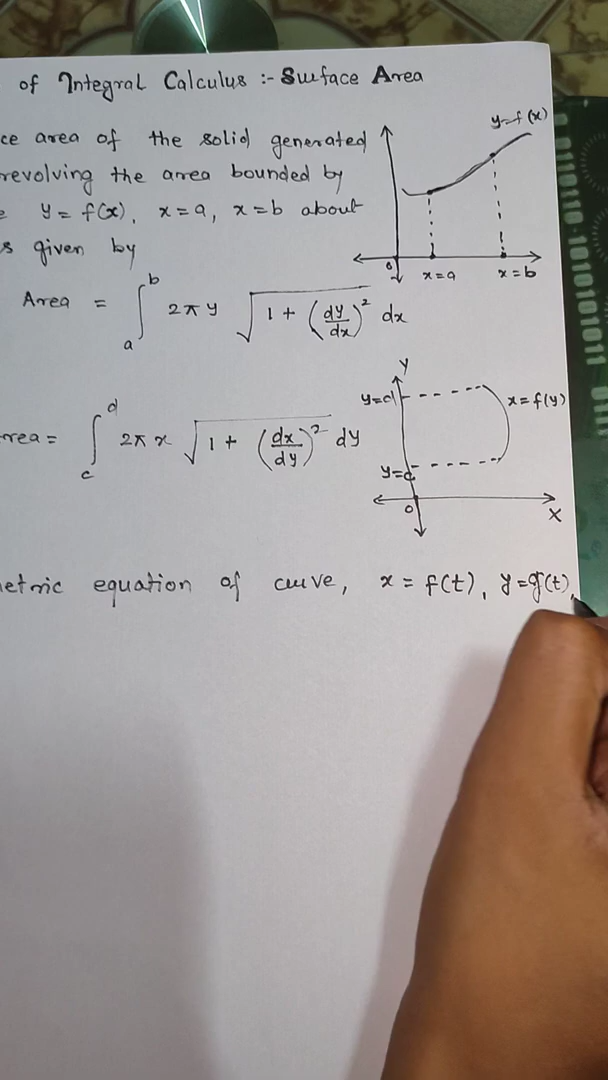 of Integral Calculus :- Surface Area
ce area of the solid generated
revolving the area bounded by
y = f(x), x=a, x=b about
s given by
Area = ∫_a^b 2πy √(1 + (dy/dx)²) dx
y=f(x)
0
x=a
x=b
rea = ∫_c^d 2πx √(1 + (dx/dy)²) dy
Y
y=d
x=f(y)
y=c
0
X
etric equation of curve, x = f(t), y=g(t),